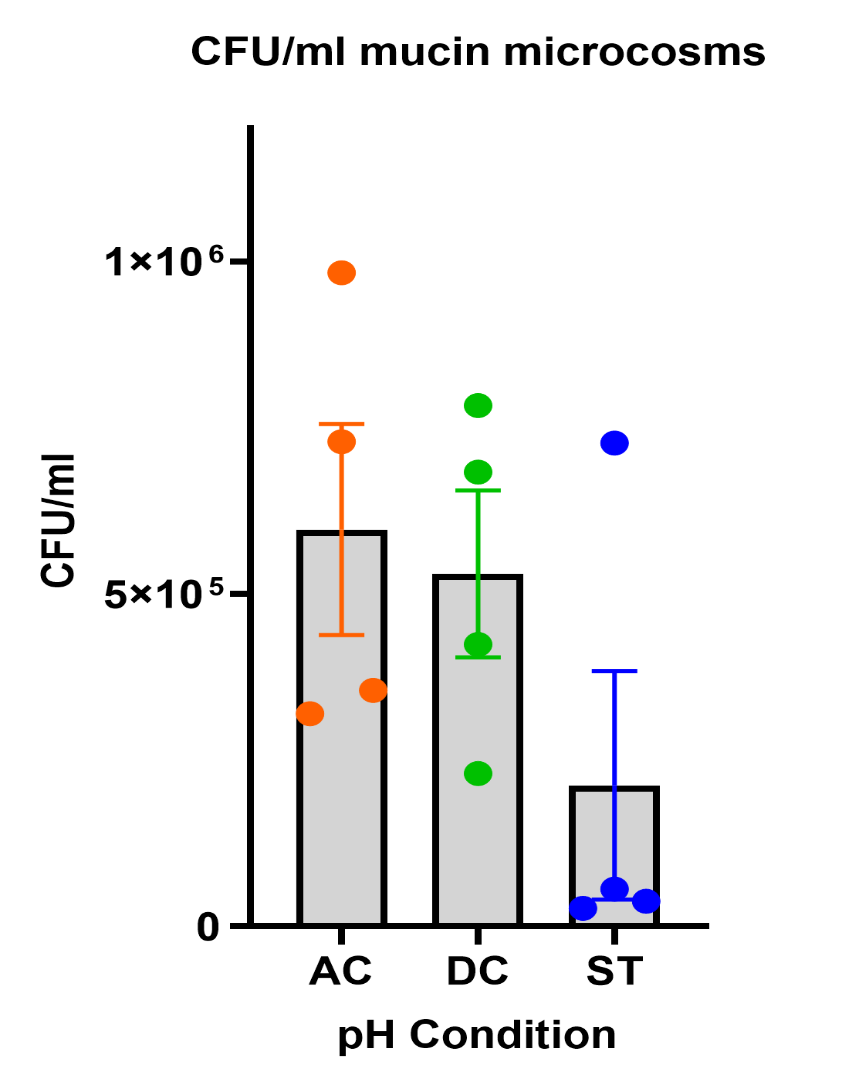 CFU/ml mucin microcosms
1×10⁶
CFU/ml
5×10⁵
0
AC DC ST
pH Condition